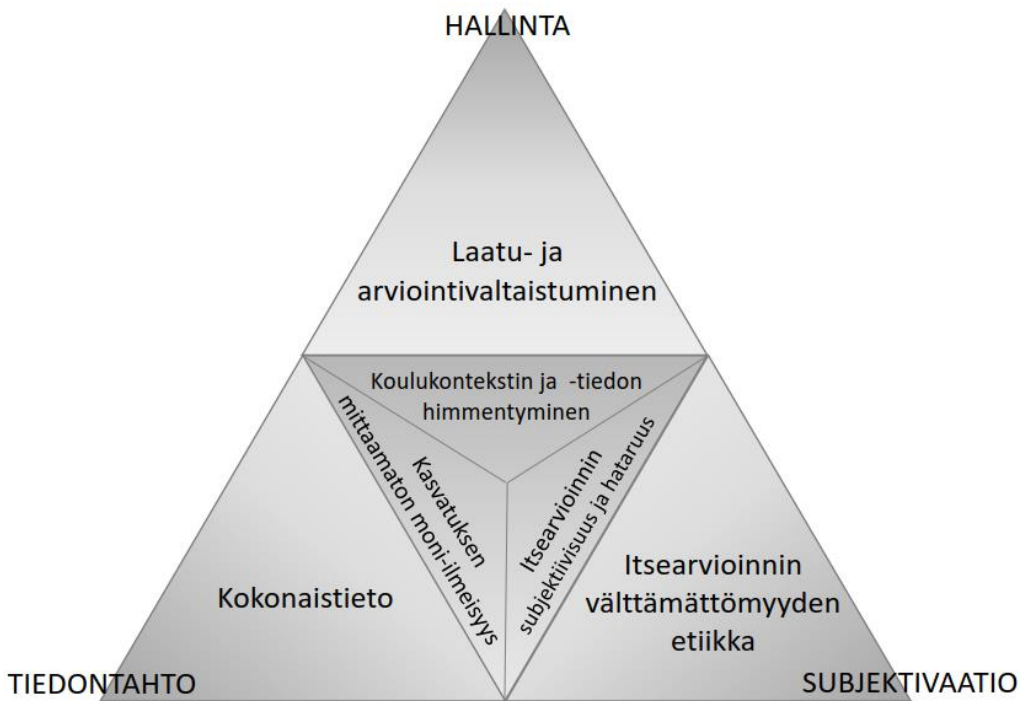 HALLINTA
Laatu- ja
arviointivaltaistuminen
Koulukontekstin ja -tiedon
himmentyminen
Kasvatuksen
mittaamaton moni-ilmeisyys
Itsearvioinnin
subjektiivisuus ja hataruus
Kokonaistieto
Itsearvioinnin
välttämättömyyden
etiikka
TIEDONTAHTO
SUBJEKTIVAATIO